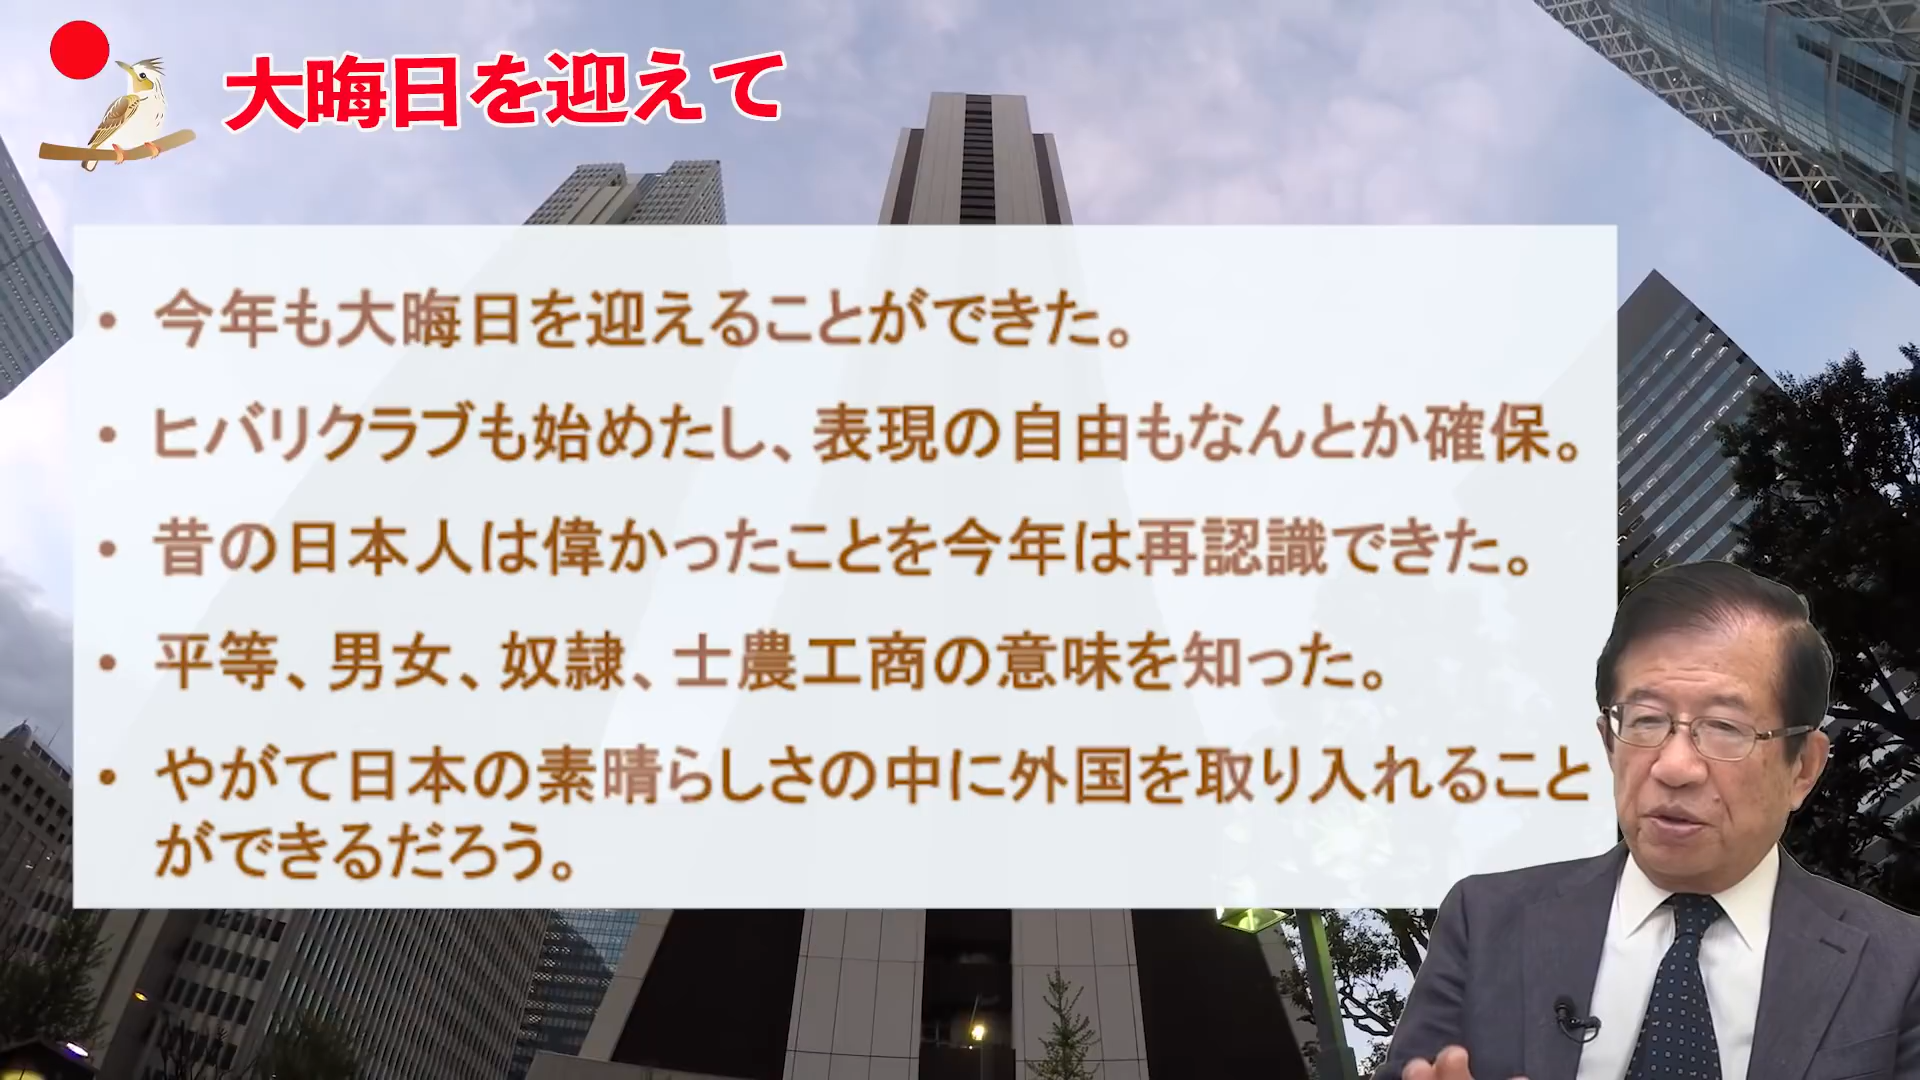 大晦日を迎えて
・今年も大晦日を迎えることができた。
・ヒバリクラブも始めたし、表現の自由もなんとか確保。
・昔の日本人は偉かったことを今年は再認識できた。
・平等、男女、奴隷、士農工商の意味を知った。
・やがて日本の素晴らしさの中に外国を取り入れること
ができるだろう。